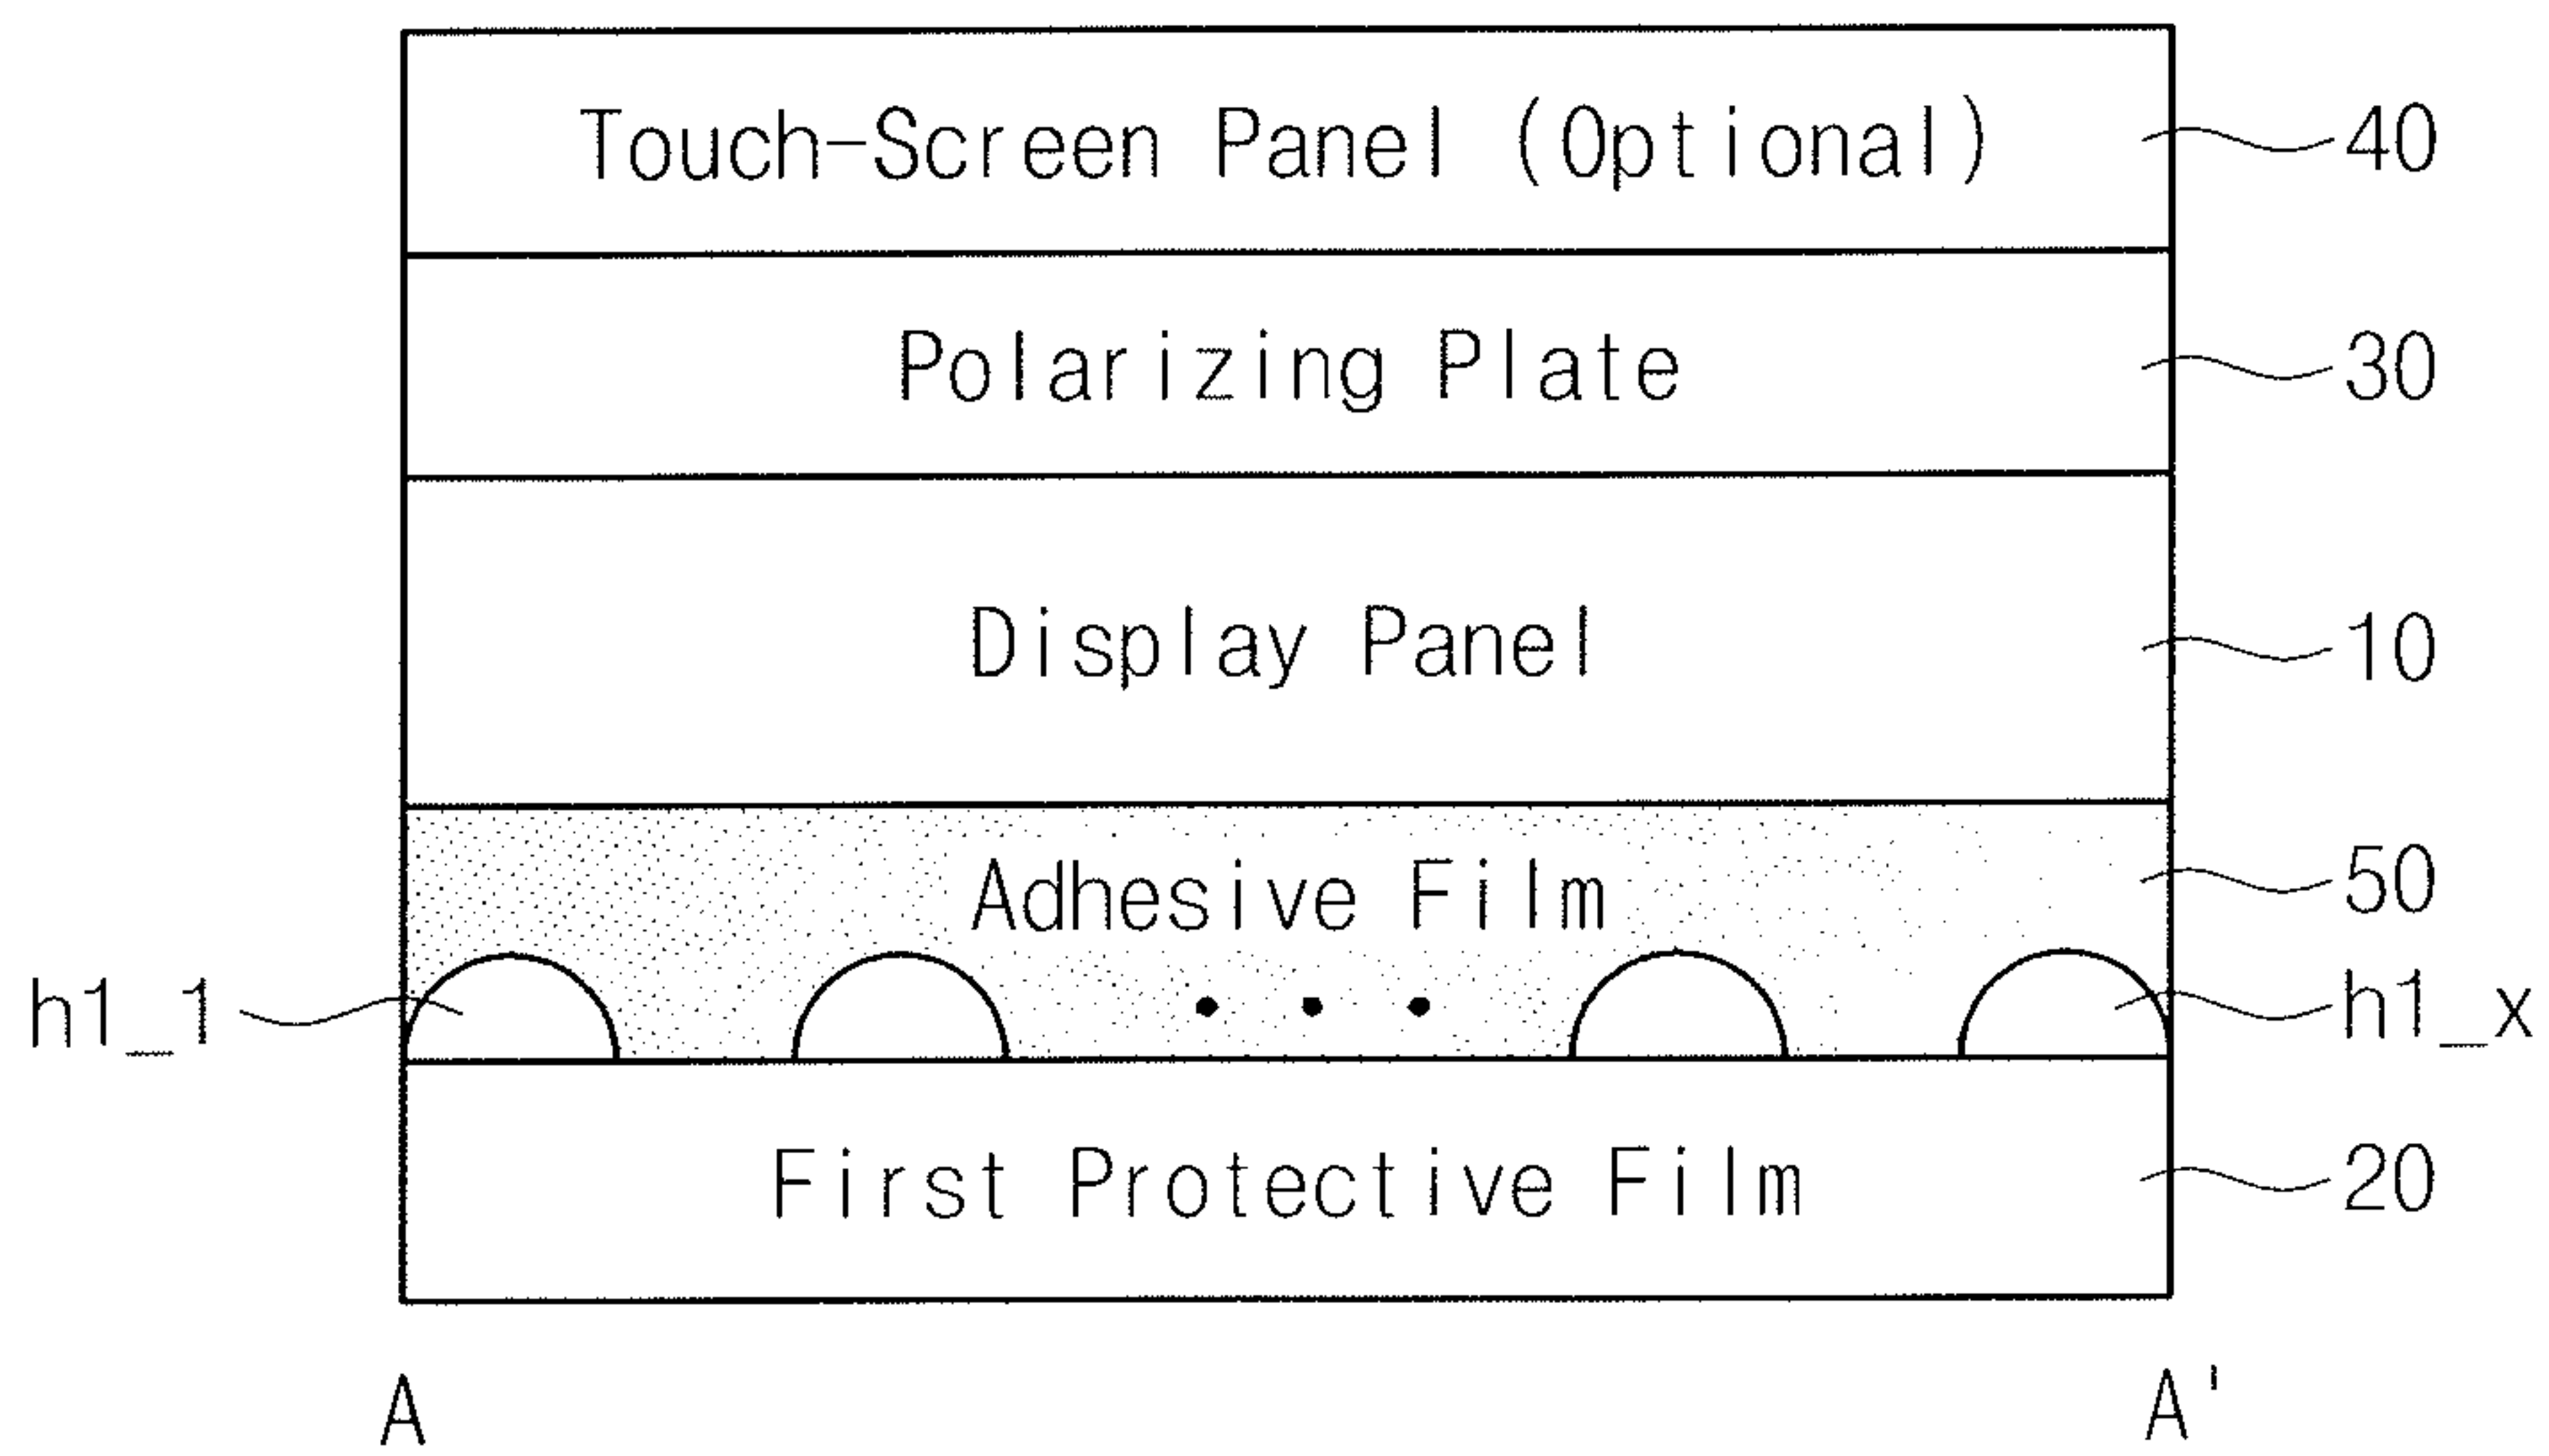 Touch-Screen Panel (Optional) 40
Polarizing Plate 30
Display Panel 10
Adhesive Film 50
h1_1 h1_x
First Protective Film 20
A A'